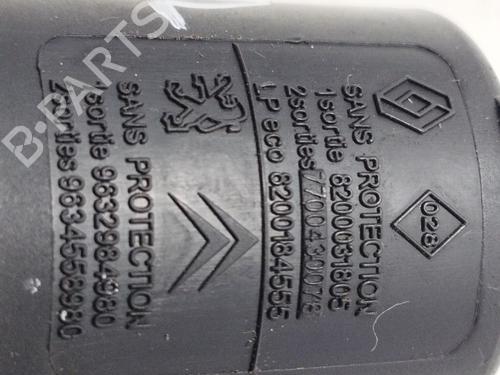 B-PARTS
SANS PROTECTION
1sortie 9632984980
2sorties 9634558980
SANS PROTECTION
1sortie 8200031805
2sorties 7700430078
LP eco 8200184555
028